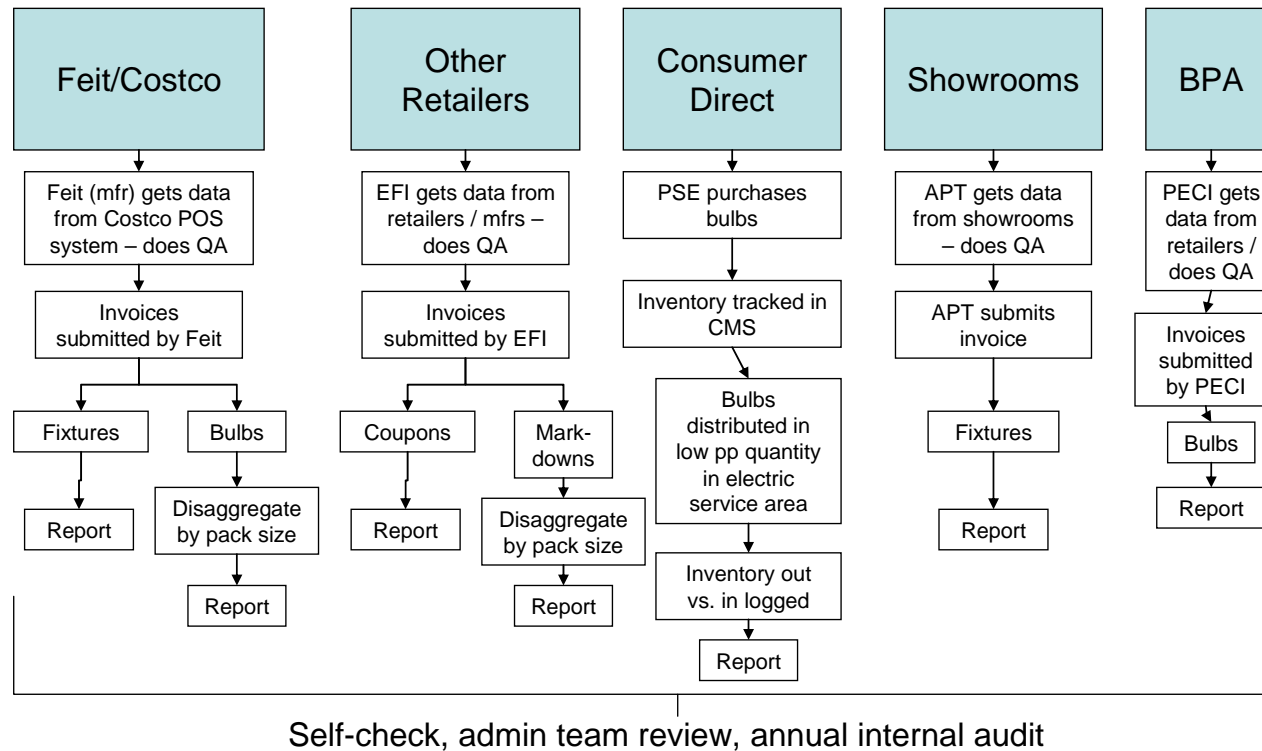 Feit/Costco
Other
Retailers
Consumer
Direct
Showrooms
BPA
Feit (mfr) gets data
from Costco POS
system – does QA
Invoices
submitted by Feit
Fixtures
Bulbs
Report
Disaggregate
by pack size
Report
EFI gets data from
retailers / mfrs –
does QA
Invoices
submitted by EFI
Coupons
Mark-
downs
Report
Disaggregate
by pack size
Report
PSE purchases
bulbs
Inventory tracked in
CMS
Bulbs
distributed in
low pp quantity
in electric
service area
Inventory out
vs. in logged
Report
APT gets data
from showrooms
– does QA
APT submits
invoice
Fixtures
Report
PECI gets
data from
retailers /
does QA
Invoices
submitted
by PECI
Bulbs
Report
Self-check, admin team review, annual internal audit